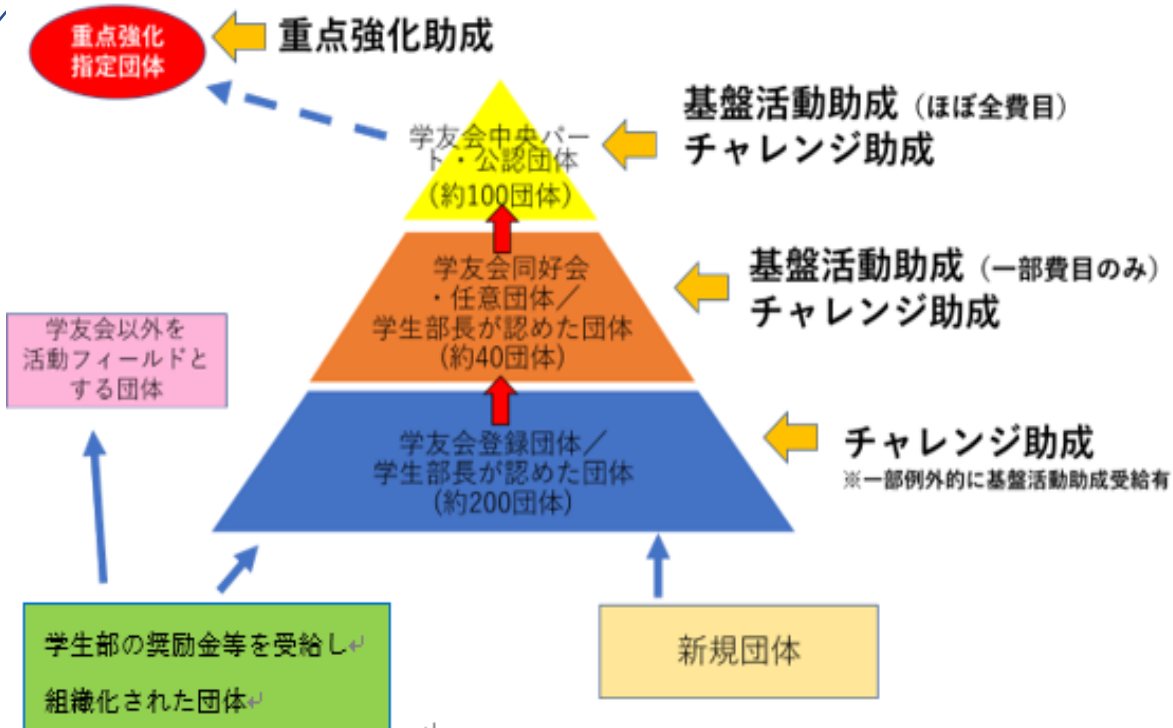 重点強化
指定団体
重点強化助成
学友会中央パー
ト・公認団体
(約100団体)
基盤活動助成（ほぼ全費目）
チャレンジ助成
学友会同好会
・任意団体／
学生部長が認めた団体
(約40団体)
基盤活動助成（一部費目のみ）
チャレンジ助成
学友会以外を
活動フィールドと
する団体
学友会登録団体／
学生部長が認めた団体
(約200団体)
チャレンジ助成
※一部例外的に基盤活動助成受給有
学生部の奨励金等を受給し↵
組織化された団体↵
新規団体